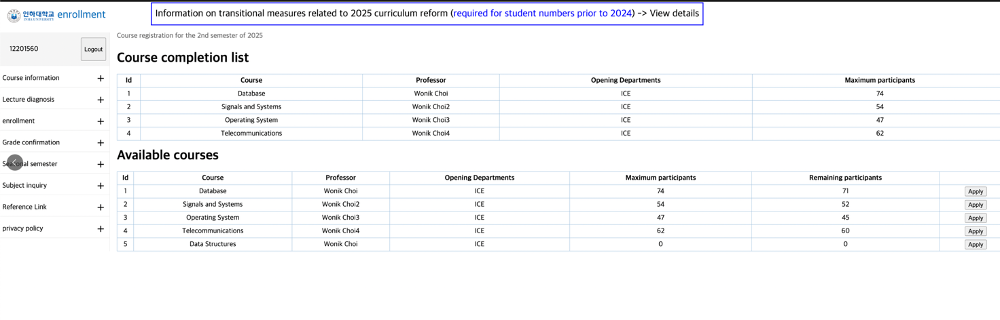 인하대학교 enrollment
INHA UNIVERSITY
Information on transitional measures related to 2025 curriculum reform (required for student numbers prior to 2024) -> View details
12201560 Logout
Course information +
Lecture diagnosis +
enrollment +
Grade confirmation +
Seasonal semester +
Subject inquiry +
Reference Link +
privacy policy +
Course registration for the 2nd semester of 2025
Course completion list
Id Course Professor Opening Departments Maximum participants
1 Database Wonik Choi ICE 74
2 Signals and Systems Wonik Choi2 ICE 54
3 Operating System Wonik Choi3 ICE 47
4 Telecommunications Wonik Choi4 ICE 62
Available courses
Id Course Professor Opening Departments Maximum participants Remaining participants
1 Database Wonik Choi ICE 74 71 Apply
2 Signals and Systems Wonik Choi2 ICE 54 52 Apply
3 Operating System Wonik Choi3 ICE 47 45 Apply
4 Telecommunications Wonik Choi4 ICE 62 60 Apply
5 Data Structures Wonik Choi ICE 0 0 Apply